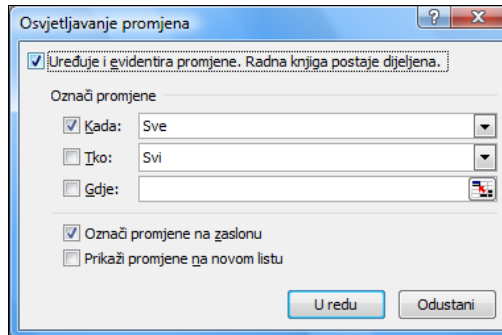 Osvjetljavanje promjena
Uređuje i evidentira promjene. Radna knjiga postaje dijeljena.
Označi promjene
Kada: Sve
Tko: Svi
Gdje:
Označi promjene na zaslonu
Prikaži promjene na novom listu
U redu Odustani